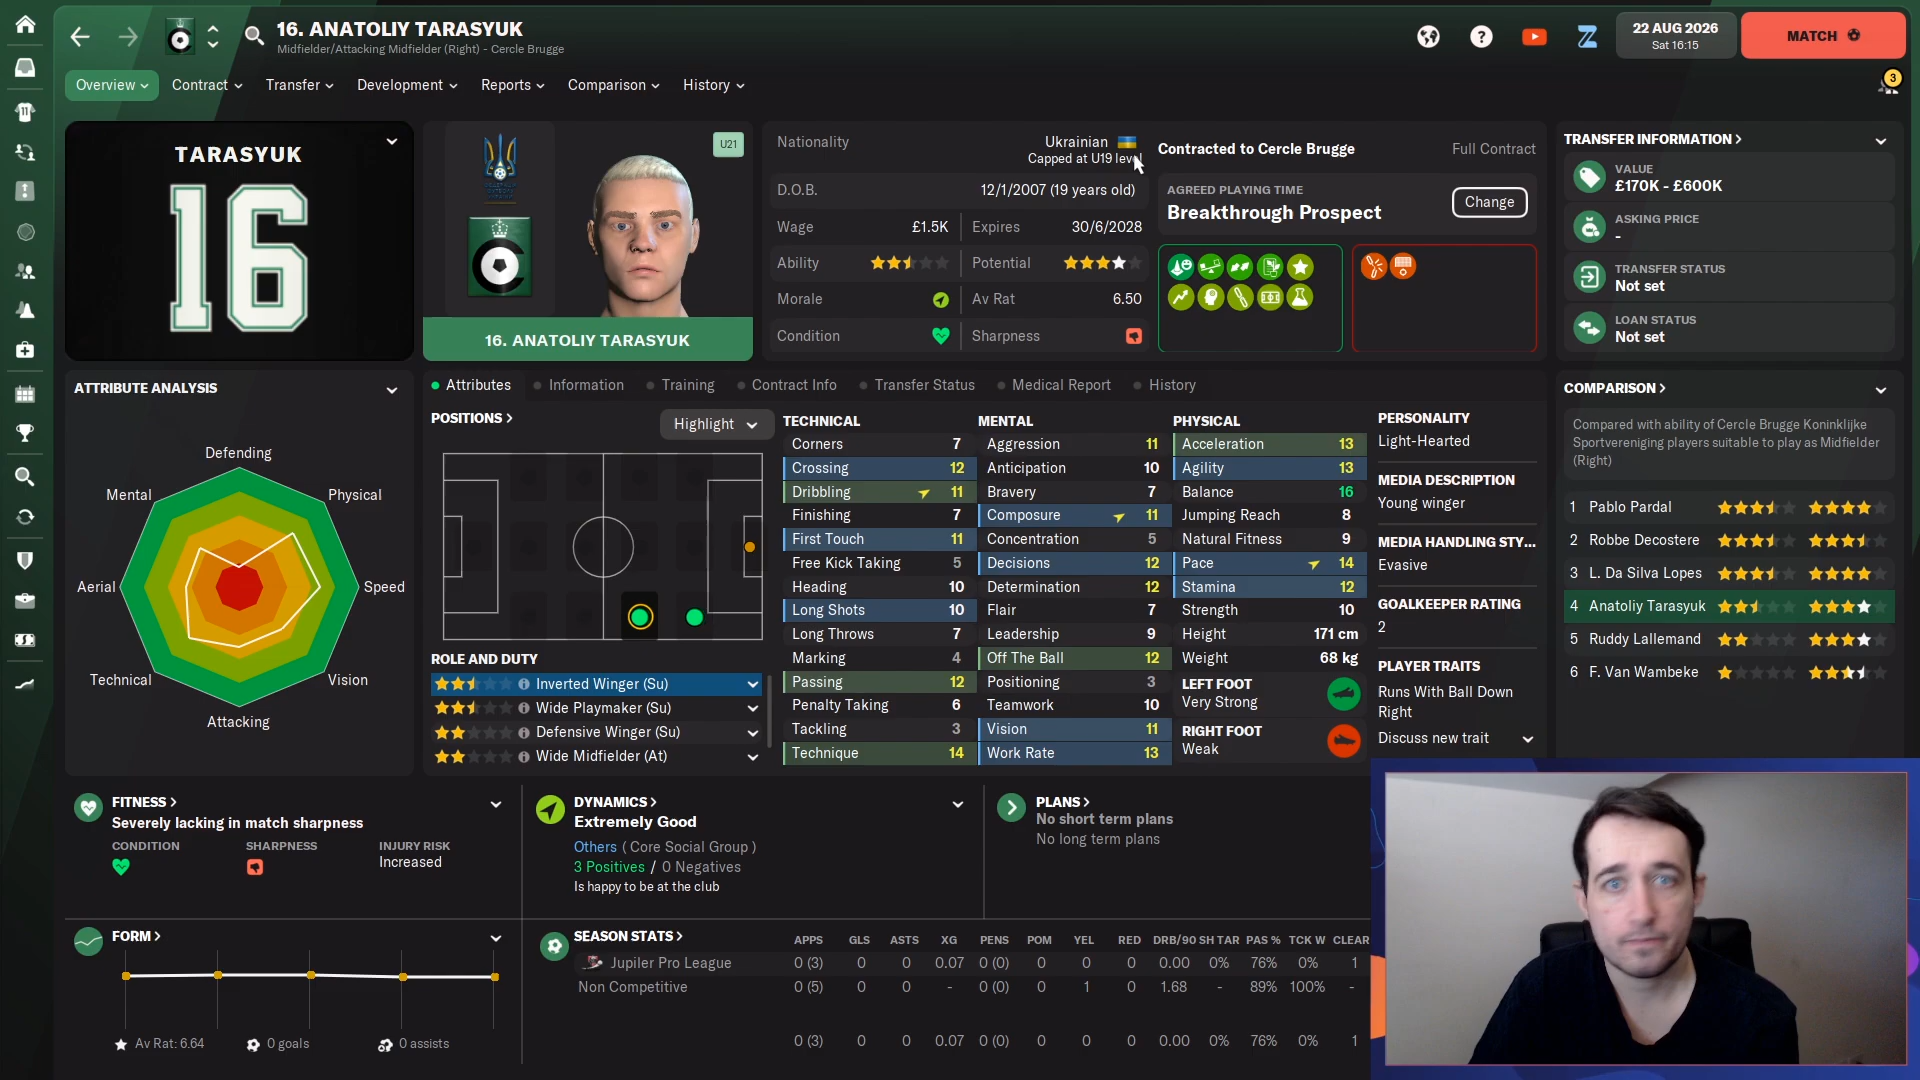 16. ANATOLIY TARASYUK
Midfielder/Attacking Midfielder (Right) - Cercle Brugge
22 AUG 2026
Sat 16:15
MATCH
3
Overview
Contract
Transfer
Development
Reports
Comparison
History
TARASYUK
16
U21
16. ANATOLIY TARASYUK
Nationality
Ukrainian
Capped at U19 level
D.O.B.
12/1/2007 (19 years old)
Wage £1.5K
Expires 30/6/2028
Ability
Potential
Morale
Av Rat 6.50
Condition
Sharpness
Contracted to Cercle Brugge
Full Contract
AGREED PLAYING TIME
Breakthrough Prospect
Change
TRANSFER INFORMATION >
VALUE
£170K - £600K
ASKING PRICE
-
TRANSFER STATUS
Not set
LOAN STATUS
Not set
ATTRIBUTE ANALYSIS
Defending
Physical
Speed
Vision
Attacking
Technical
Aerial
Mental
Attributes
Information
Training
Contract Info
Transfer Status
Medical Report
History
POSITIONS >
Highlight
ROLE AND DUTY
Inverted Winger (Su)
Wide Playmaker (Su)
Defensive Winger (Su)
Wide Midfielder (At)
TECHNICAL
Corners 7
Crossing 12
Dribbling 11
Finishing 7
First Touch 11
Free Kick Taking 5
Heading 10
Long Shots 10
Long Throws 7
Marking 4
Passing 12
Penalty Taking 6
Tackling 3
Technique 14
MENTAL
Aggression 11
Anticipation 10
Bravery 7
Composure 11
Concentration 5
Decisions 12
Determination 12
Flair 7
Leadership 9
Off The Ball 12
Positioning 3
Teamwork 10
Vision 11
Work Rate 13
PHYSICAL
Acceleration 13
Agility 13
Balance 16
Jumping Reach 8
Natural Fitness 9
Pace 14
Stamina 12
Strength 10
Height 171 cm
Weight 68 kg
LEFT FOOT
Very Strong
RIGHT FOOT
Weak
PERSONALITY
Light-Hearted
MEDIA DESCRIPTION
Young winger
MEDIA HANDLING STY...
Evasive
GOALKEEPER RATING
2
PLAYER TRAITS
Runs With Ball Down
Right
Discuss new trait
COMPARISON >
Compared with ability of Cercle Brugge Koninklijke
Sportvereniging players suitable to play as Midfielder
(Right)
1 Pablo Pardal
2 Robbe Decostere
3 L. Da Silva Lopes
4 Anatoliy Tarasyuk
5 Ruddy Lallemand
6 F. Van Wambeke
FITNESS >
Severely lacking in match sharpness
CONDITION
SHARPNESS
INJURY RISK
Increased
DYNAMICS >
Extremely Good
Others ( Core Social Group )
3 Positives / 0 Negatives
Is happy to be at the club
PLANS >
No short term plans
No long term plans
FORM >
Av Rat: 6.64
0 goals
0 assists
SEASON STATS >
APPS GLS ASTS XG PENS POM YEL RED DRB/90 SH TAR PAS % TCK W CLEAR
Jupiler Pro League 0 (3) 0 0 0.07 0 (0) 0 0 0 0.00 0% 76% 0% 1
Non Competitive 0 (5) 0 0 - 0 (0) 0 1 0 1.68 - 89% 100% -
0 (3) 0 0 0.07 0 (0) 0 0 0 0.00 0% 76% 0% 1